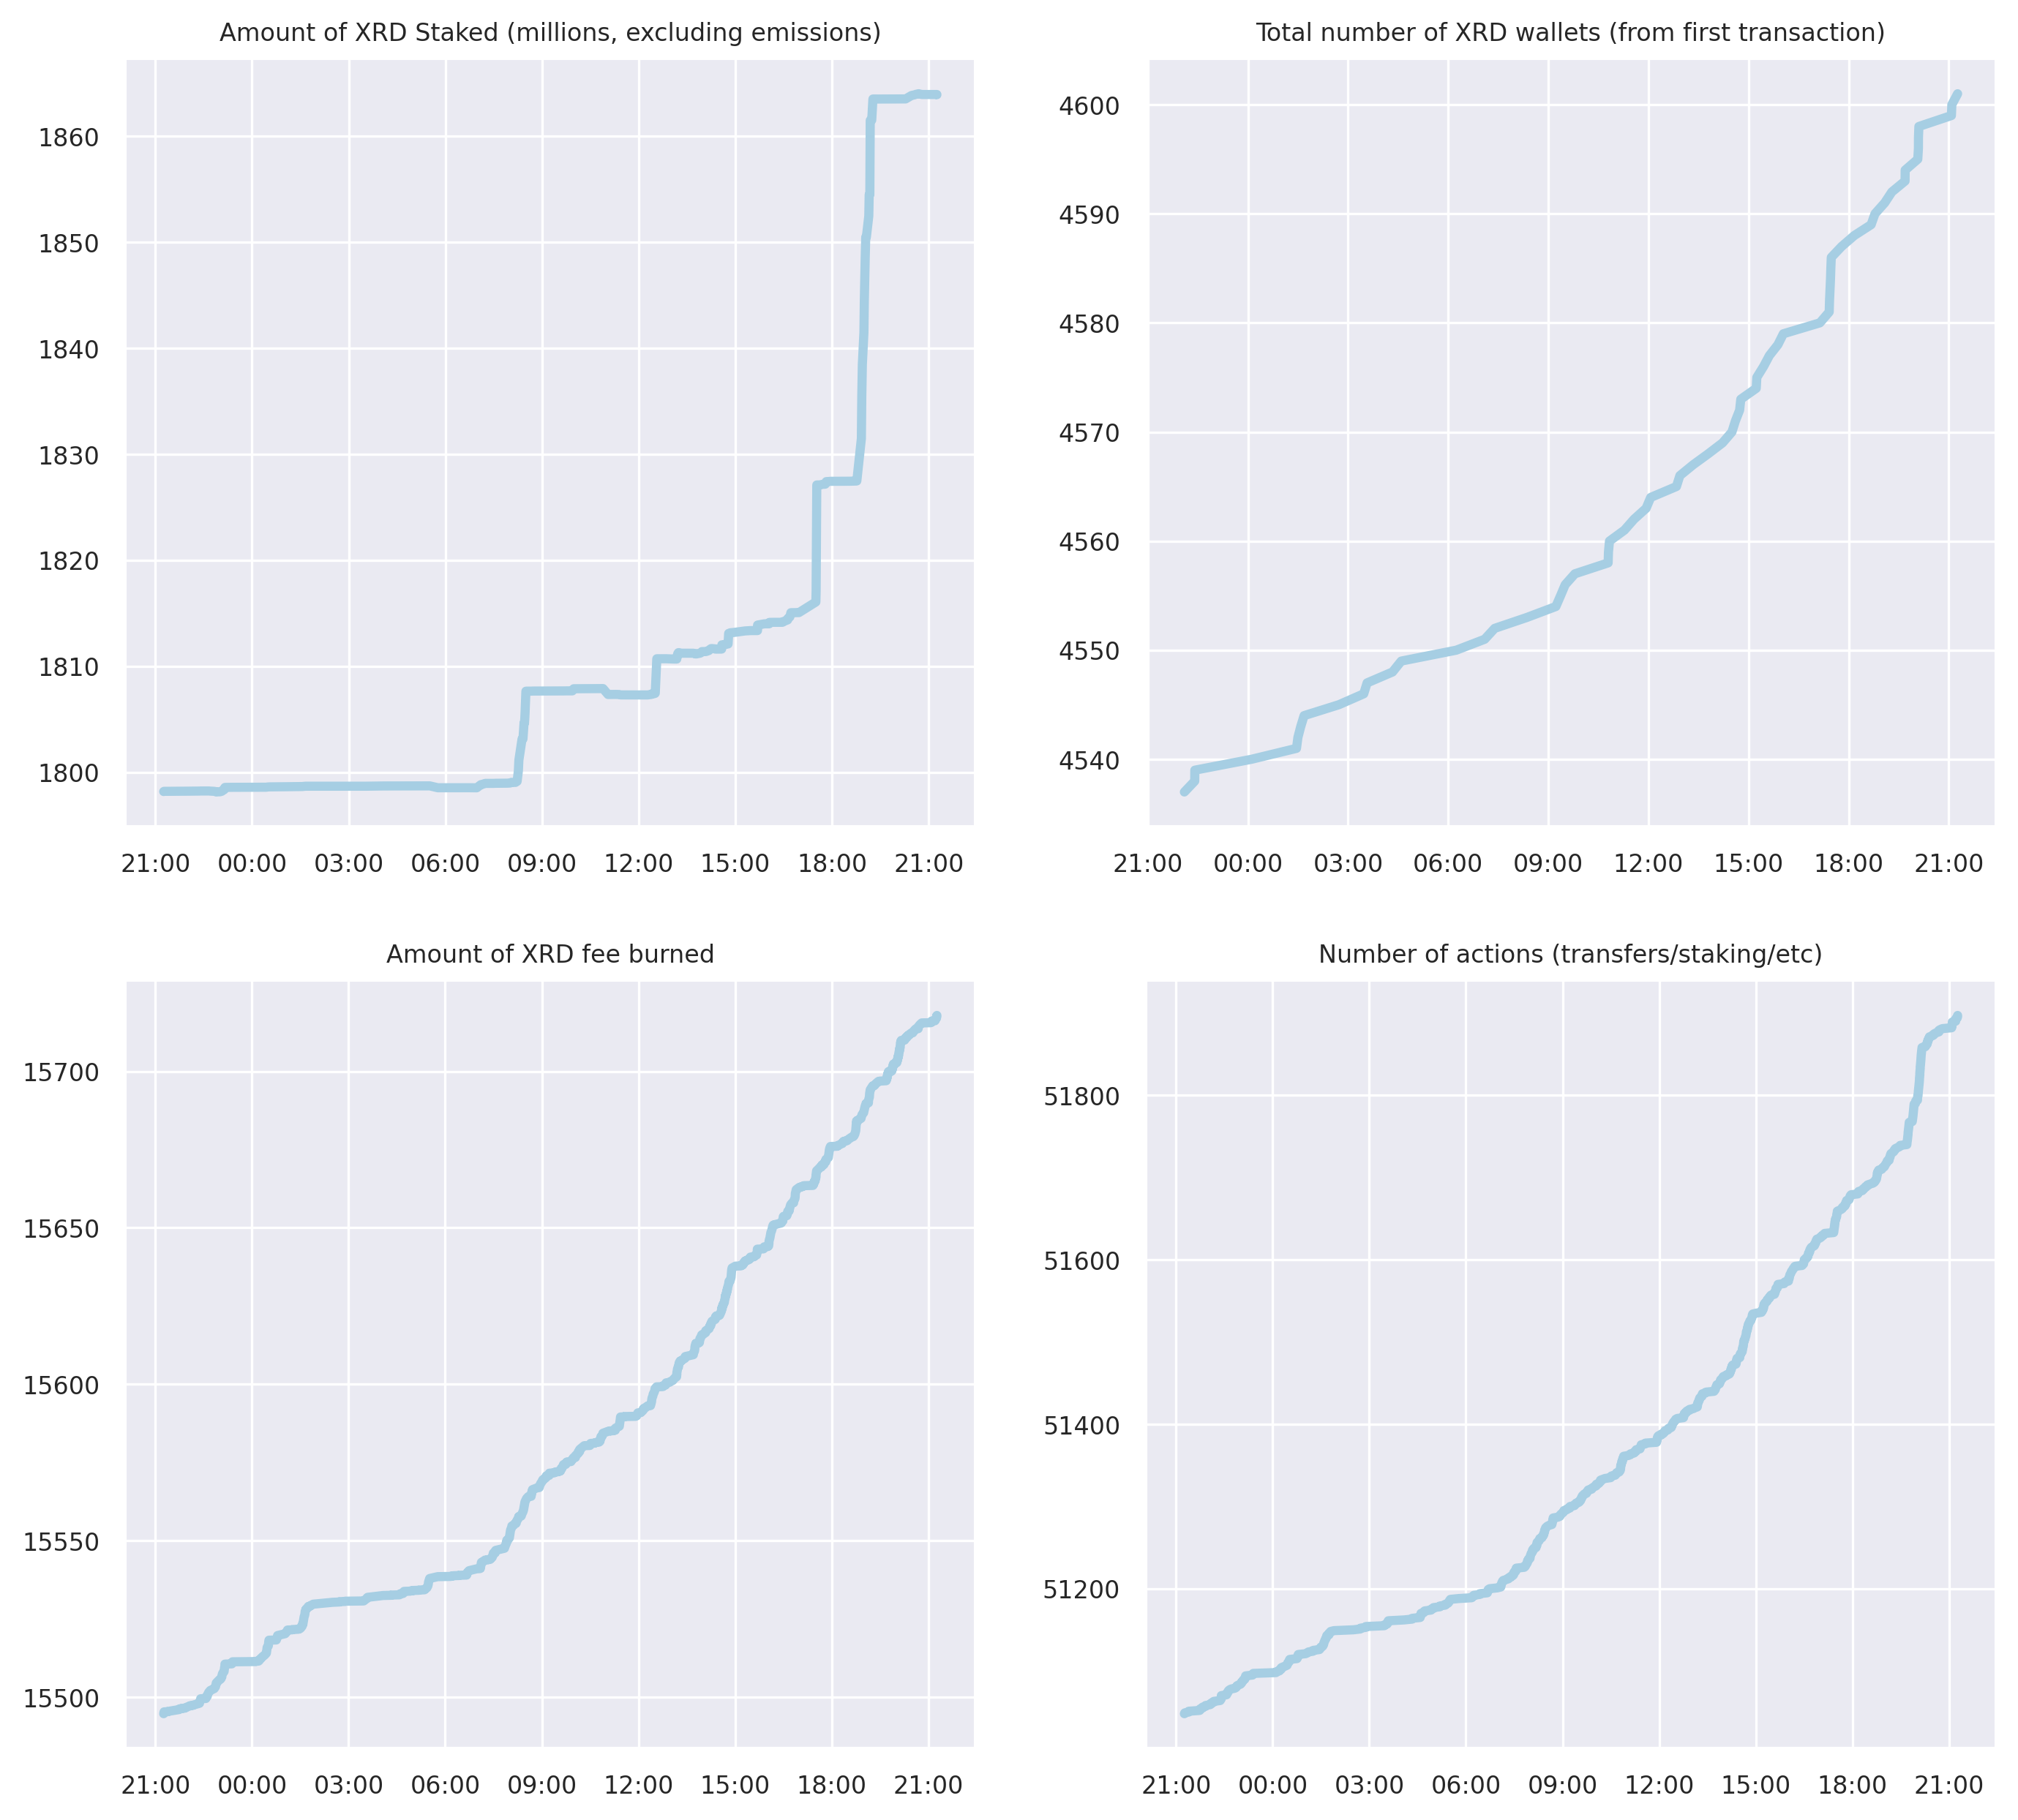 Amount of XRD Staked (millions, excluding emissions)
1860
1850
1840
1830
1820
1810
1800
21:00 00:00 03:00 06:00 09:00 12:00 15:00 18:00 21:00
Total number of XRD wallets (from first transaction)
4600
4590
4580
4570
4560
4550
4540
21:00 00:00 03:00 06:00 09:00 12:00 15:00 18:00 21:00
Amount of XRD fee burned
15700
15650
15600
15550
15500
21:00 00:00 03:00 06:00 09:00 12:00 15:00 18:00 21:00
Number of actions (transfers/staking/etc)
51800
51600
51400
51200
21:00 00:00 03:00 06:00 09:00 12:00 15:00 18:00 21:00